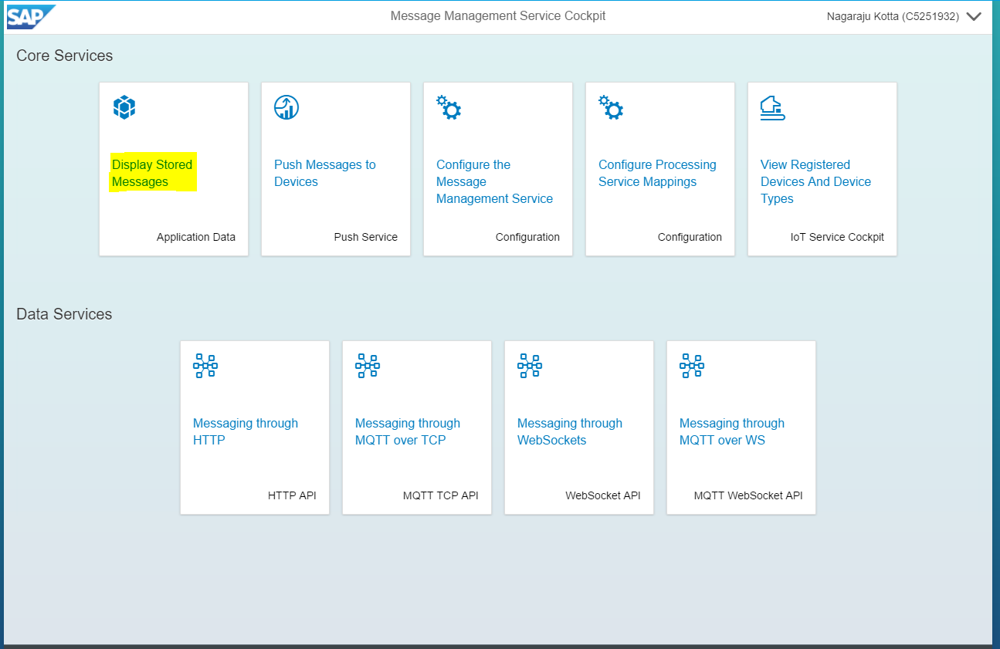 SAP
Message Management Service Cockpit
Nagaraju Kotta (C5251932)
Core Services
Display Stored
Messages
Application Data
Push Messages to
Devices
Push Service
Configure the
Message
Management Service
Configuration
Configure Processing
Service Mappings
Configuration
View Registered
Devices And Device
Types
IoT Service Cockpit
Data Services
Messaging through
HTTP
HTTP API
Messaging through
MQTT over TCP
MQTT TCP API
Messaging through
WebSockets
WebSocket API
Messaging through
MQTT over WS
MQTT WebSocket API